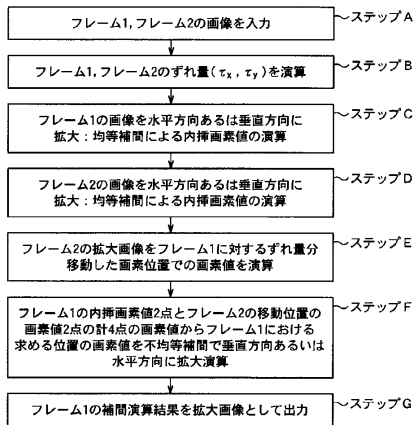 フレーム1,フレーム2の画像を入力
ステップA
フレーム1,フレーム2のずれ量(τx,τy)を演算
ステップB
フレーム1の画像を水平方向あるいは垂直方向に
拡大:均等補間による内挿画素値の演算
ステップC
フレーム2の画像を水平方向あるいは垂直方向に
拡大:均等補間による内挿画素値の演算
ステップD
フレーム2の拡大画像をフレーム1に対するずれ量分
移動した画素位置での画素値を演算
ステップE
フレーム1の内挿画素値2点とフレーム2の移動位置の
画素値2点の計4点の画素値からフレーム1における
求める位置の画素値を不均等補間で垂直方向あるいは
水平方向に拡大演算
ステップF
フレーム1の補間演算結果を拡大画像として出力
ステップG